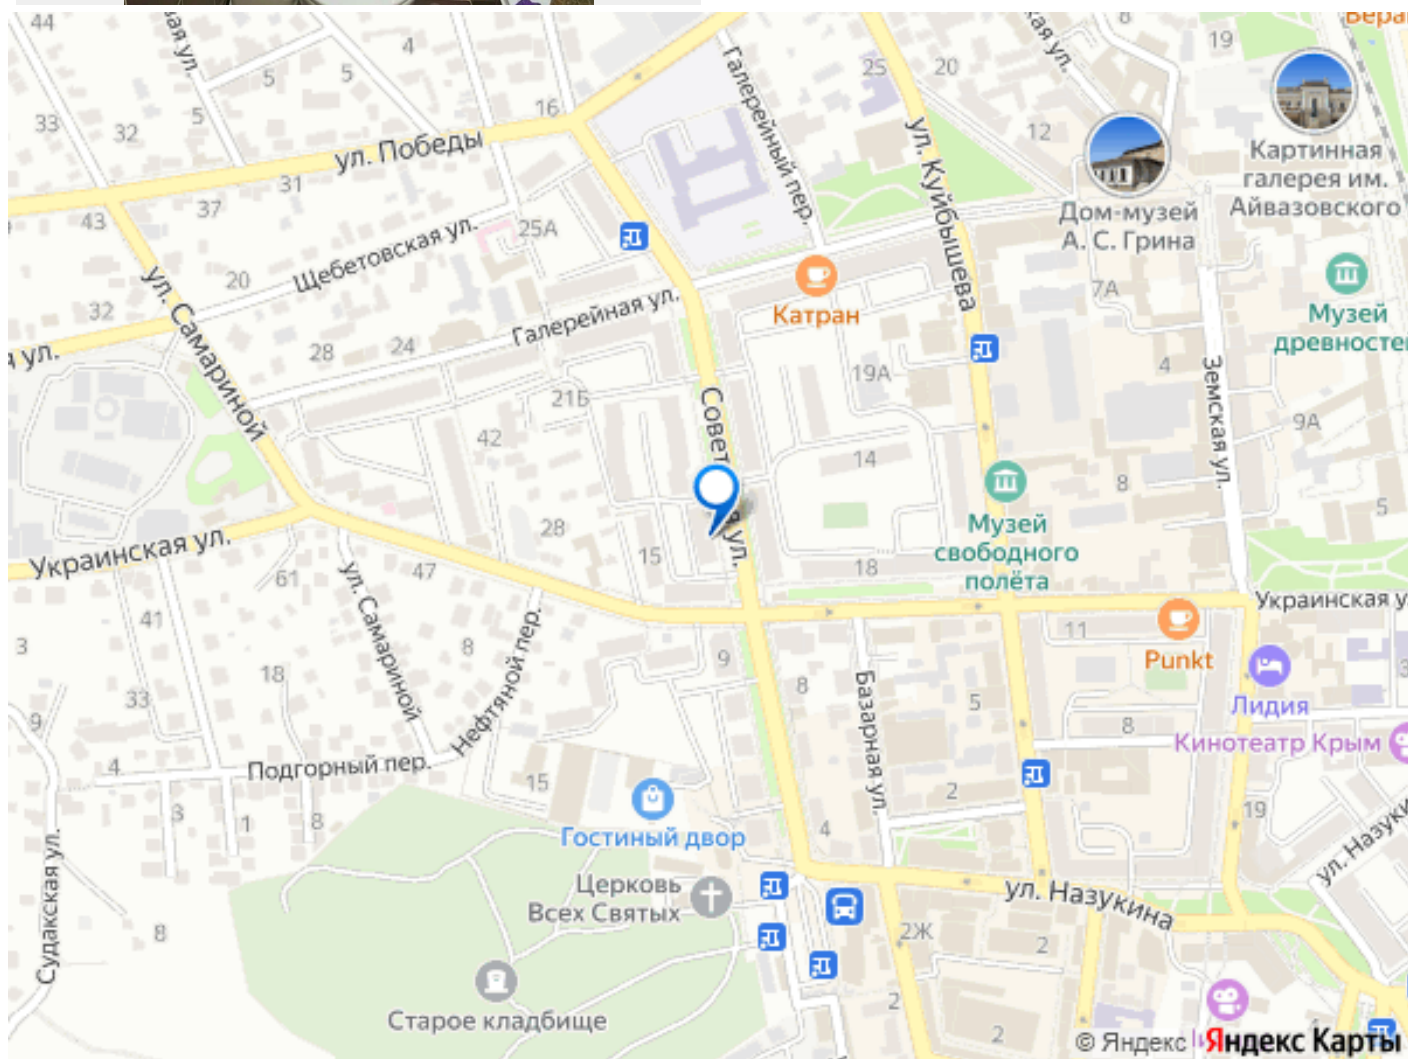 44
4
8
19
25
20
5
5
16
5
33
32
12
ул. Победы
Галерейный пер.
ул. Куйбышева
Картинная
галерея им.
Айвазовского
31
37
43
25А
Дом-музей
А. С. Грина
Щебетовская ул.
20
32
ул. Самариной
Галерейная ул.
Катран
7А
Музей
28
24
19А
4
Земская ул.
21Б
42
14
9А
8
5
28
15
18
Музей
свободного
полёта
Украинская ул.
61
47
ул. Самариной
41
3
8
18
33
9
Нефтяной пер.
9
8
Базарная ул.
11
Punkt
5
8
Лидия
Кинотеатр Крым
4
Подгорный пер.
3
1
8
15
Гостиный двор
4
2
19
Судакская ул.
8
Церковь
Всех Святых
ул. Назукина
2Ж
2
2
2
Старое кладбище
© Яндекс
Яндекс Карты